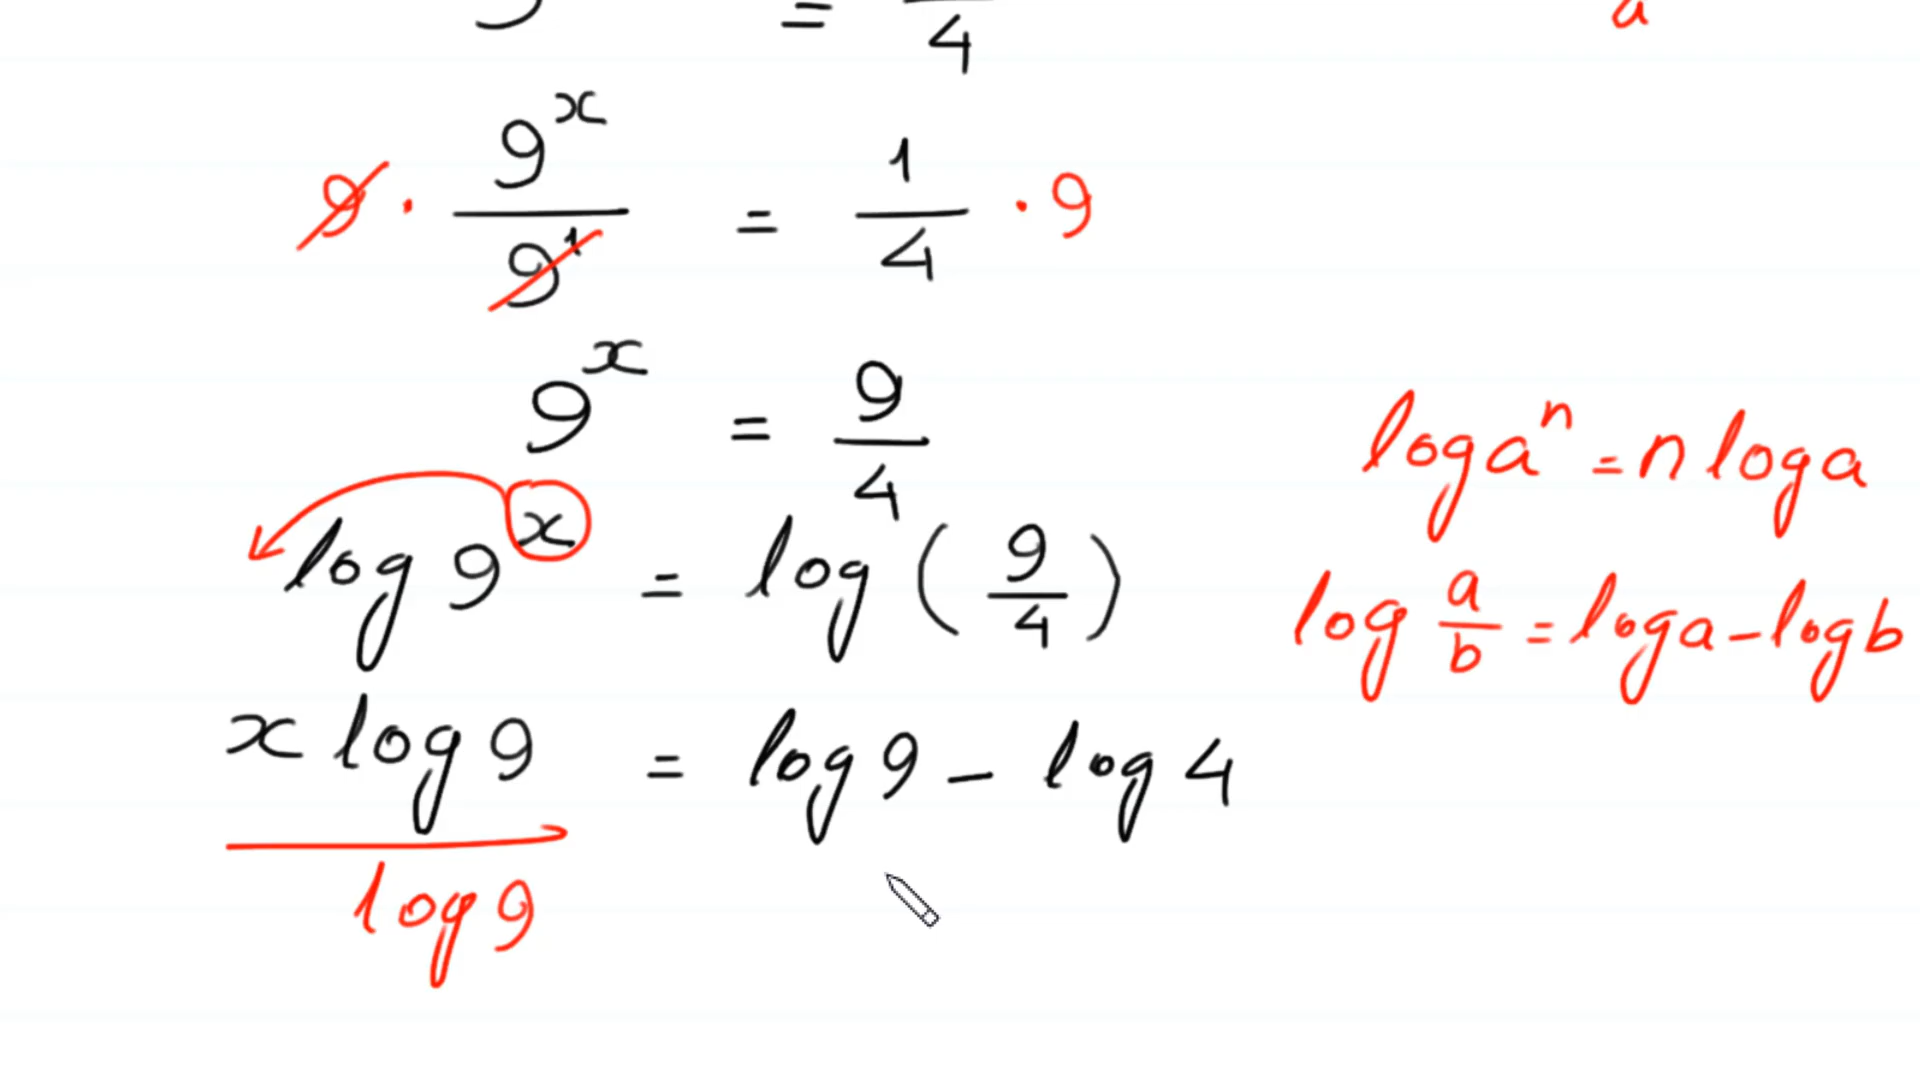 = 4 a
9 · 9^x / 9^1 = 1/4 · 9
9^x = 9/4
log a^n = n log a
log 9^x = log (9/4)
log a/b = log a - log b
x log 9 = log 9 - log 4
log 9